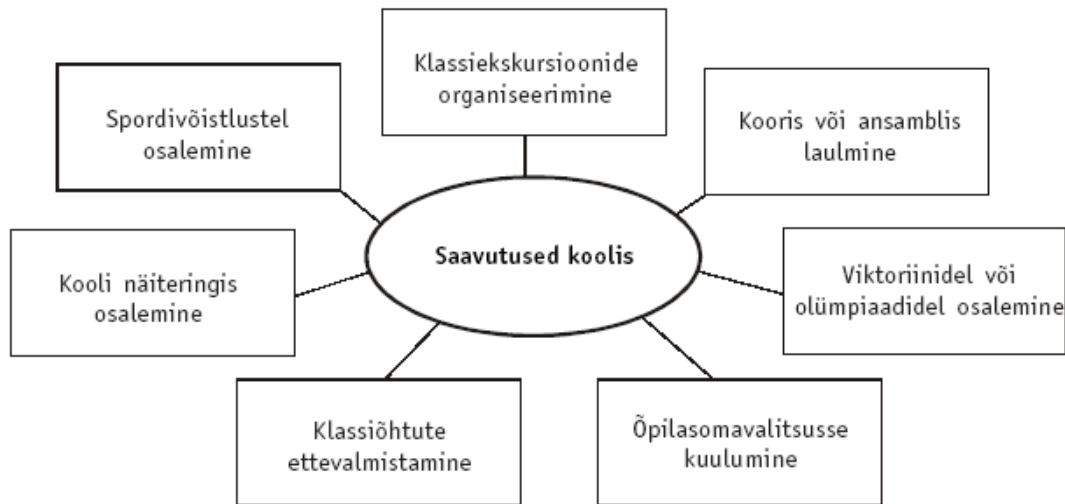 Klassiekskursioonide
organiseerimine
Spordivõistlustel
osalemine
Kooris või ansamblis
laulmine
Saavutused koolis
Kooli näiteringis
osalemine
Viktoriinidel või
olümpiaadidel osalemine
Klassiõhtute
ettevalmistamine
Õpilasomavalitsusse
kuulumine